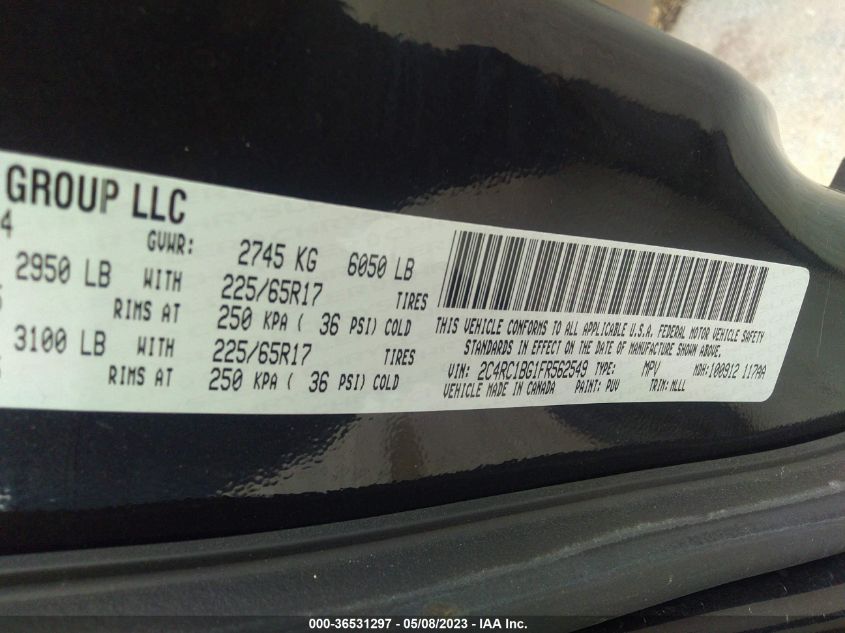 GROUP LLC
4
GVWR: 2745 KG 6050 LB
2950 LB WITH 225/65R17 TIRES
RIMS AT 250 KPA ( 36 PSI) COLD
3100 LB WITH 225/65R17 TIRES
RIMS AT 250 KPA ( 36 PSI) COLD
THIS VEHICLE CONFORMS TO ALL APPLICABLE U.S.A. FEDERAL MOTOR VEHICLE SAFETY
STANDARDS IN EFFECT ON THE DATE OF MANUFACTURE SHOWN ABOVE.
VIN: 2C4RC1BG1FR562549 TYPE: MPV MDH:100912 117AA
VEHICLE MADE IN CANADA PAINT: PUV TRIM: MLLL
000-36531297 - 05/08/2023 - IAA Inc.